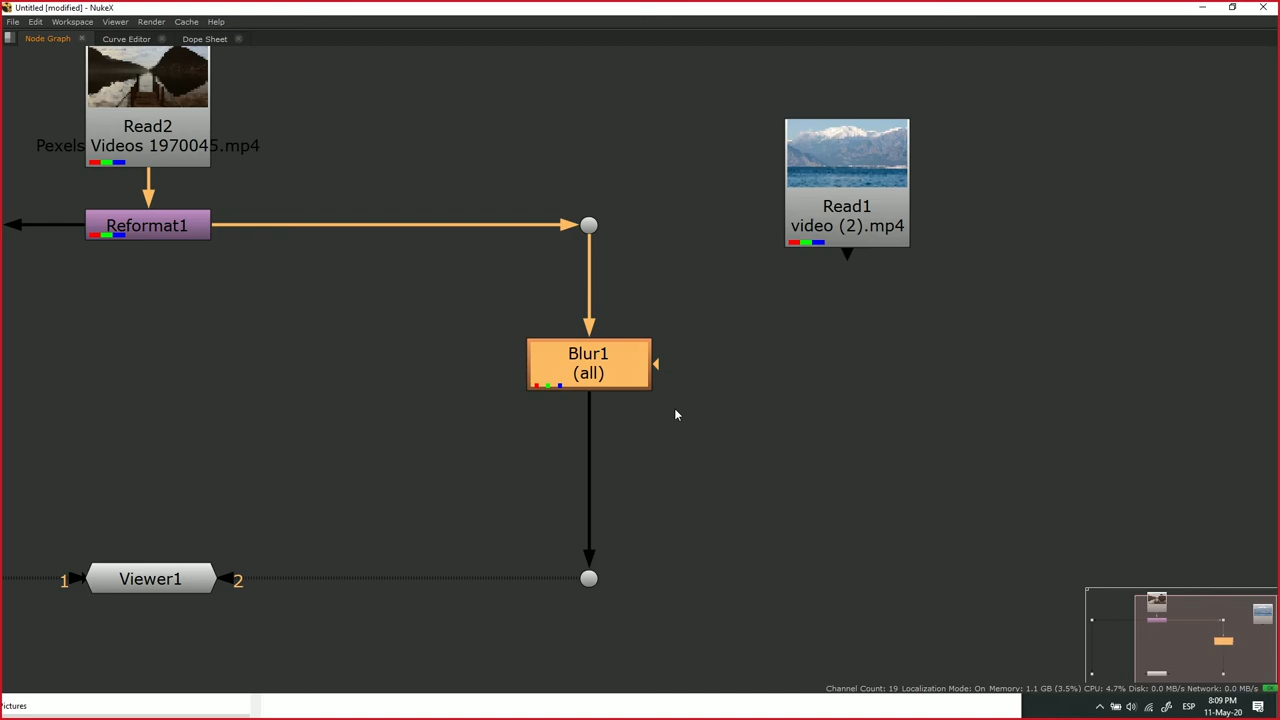 Untitled [modified] - NukeX
File Edit Workspace Viewer Render Cache Help
Node Graph Curve Editor Dope Sheet
Read2
Pexels Videos 1970045.mp4
Reformat1
Read1
video (2).mp4
Blur1
(all)
1 Viewer1 2
Channel Count: 19 Localization Mode: On Memory: 1.1 GB (3.5%) CPU: 4.7% Disk: 0.0 MB/s Network: 0.0 MB/s
ictures
ESP
8:09 PM
11-May-20